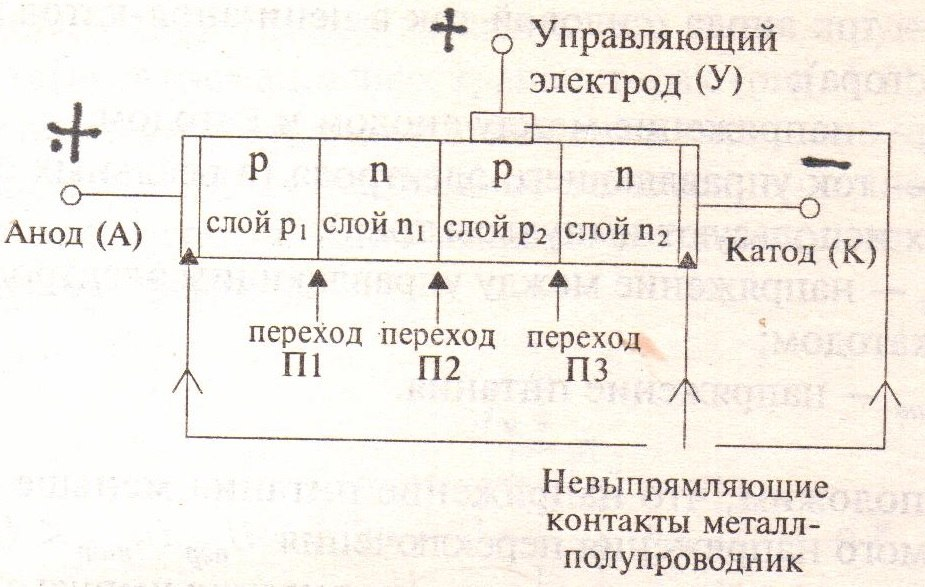 +
Управляющий
электрод (У)
+
−
p n p n
слой p₁ слой n₁ слой p₂ слой n₂
Анод (А)
Катод (К)
переход переход переход
П1 П2 П3
Невыпрямляющие
контакты металл-
полупроводник